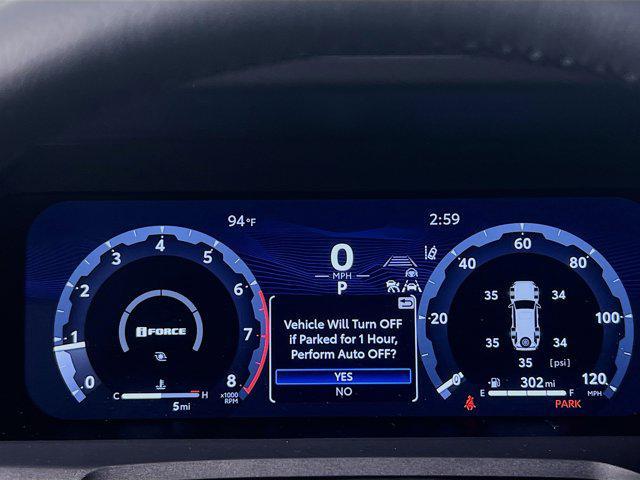 94°F
2:59
0
MPH
P
0
1
2
3
4
5
6
7
8
x1000
RPM
i FORCE
C
H
5 mi
Vehicle Will Turn OFF
if Parked for 1 Hour,
Perform Auto OFF?
YES
NO
0
20
40
60
80
100
120
MPH
35 34
35 34
35 [psi]
302 mi
E F
PARK